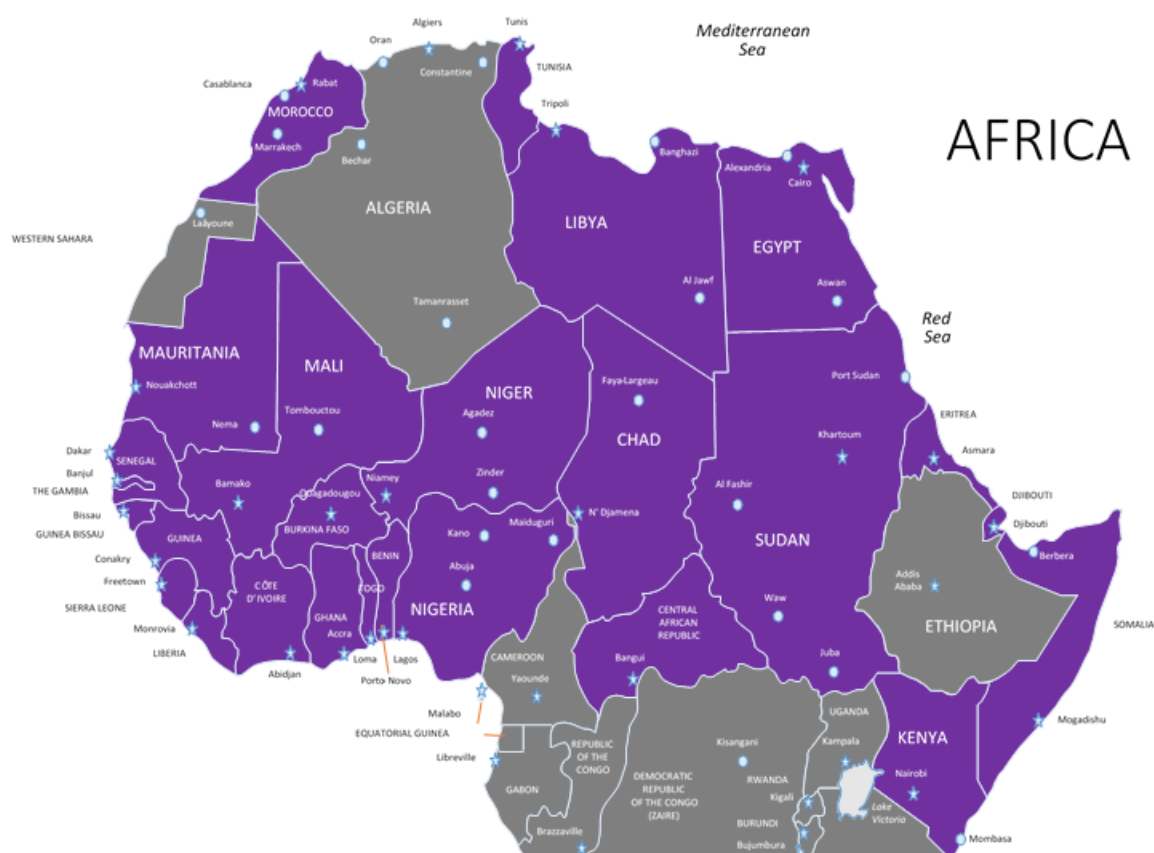 Algiers
Tunis
Mediterranean
Sea
Oran
Constantine
TUNISIA
Casablanca
Rabat
Tripoli
MOROCCO
AFRICA
Marrakech
Bechar
Banghazi
Alexandria
Cairo
ALGERIA
Laâyoune
LIBYA
WESTERN SAHARA
EGYPT
Al Jawf
Aswan
Tamanrasset
Red
Sea
MAURITANIA
MALI
Nouakchott
NIGER
Faya-Largeau
Port Sudan
Tombouctou
Agadez
ERITREA
Nema
CHAD
Khartoum
Dakar
SENEGAL
Asmara
Banjul
THE GAMBIA
Bamako
Niamey
Zinder
Al Fashir
Ouagadougou
DJIBOUTI
Bissau
N' Djamena
Maiduguri
Djibouti
GUINEA BISSAU
GUINEA
BURKINA FASO
Kano
SUDAN
Berbera
BENIN
Conakry
Abuja
Addis
Ababa
Freetown
CÔTE
D'IVOIRE
TOGO
SIERRA LEONE
GHANA
NIGERIA
CENTRAL
AFRICAN
REPUBLIC
Waw
ETHIOPIA
SOMALIA
Monrovia
Accra
LIBERIA
Loma
Lagos
CAMEROON
Bangui
Juba
Abidjan
Porto-Novo
Yaounde
Malabo
UGANDA
Mogadishu
EQUATORIAL GUINEA
Kampala
KENYA
REPUBLIC
OF THE
CONGO
Kisangani
Libreville
DEMOCRATIC
REPUBLIC
OF THE CONGO
(ZAIRE)
RWANDA
Nairobi
GABON
Kigali
Lake
Victoria
BURUNDI
Brazzaville
Bujumbura
Mombasa